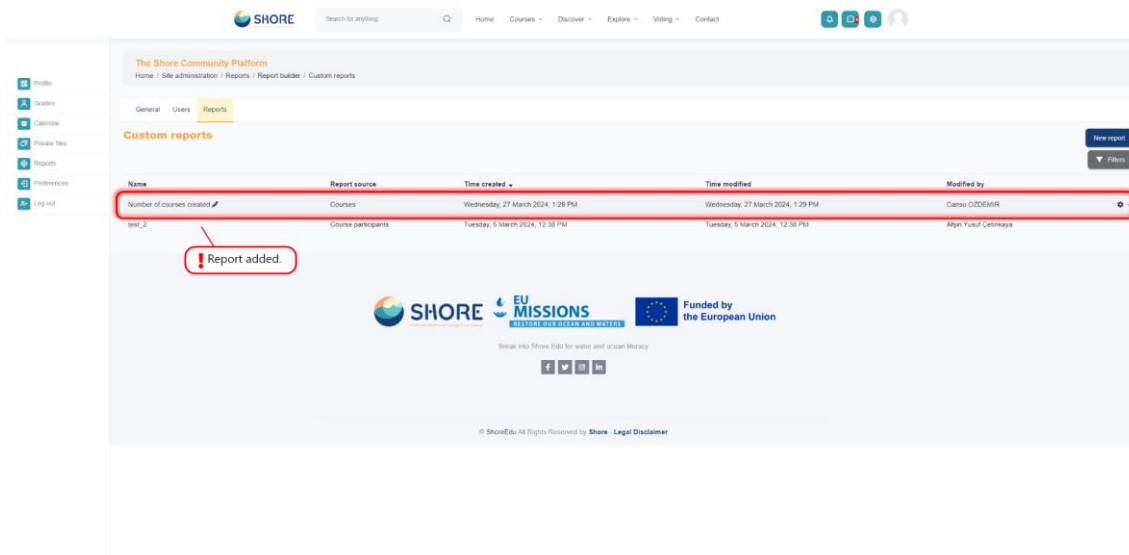 SHORE
Search for anything
Home Courses Discover Explore Voting Contact
The Shore Community Platform
Home / Site administration / Reports / Report builder / Custom reports
Profile
Grades
Calendar
Private files
Reports
Preferences
Log out
General Users Reports
Custom reports
New report
Filters
Name Report source Time created Time modified Modified by
Number of courses created Courses Wednesday, 27 March 2024, 1:29 PM Wednesday, 27 March 2024, 1:29 PM Cansu ÖZDEMİR
test_2 Course participants Tuesday, 5 March 2024, 12:38 PM Tuesday, 5 March 2024, 12:38 PM Yusuf Çetinkaya
! Report added.
SHORE
EU
MISSIONS
RESTORE OUR OCEAN AND WATERS
Funded by
the European Union
Break into Shore Edu for water and ocean literacy
© ShoreEdu All Rights Reserved by Shore - Legal Disclaimer